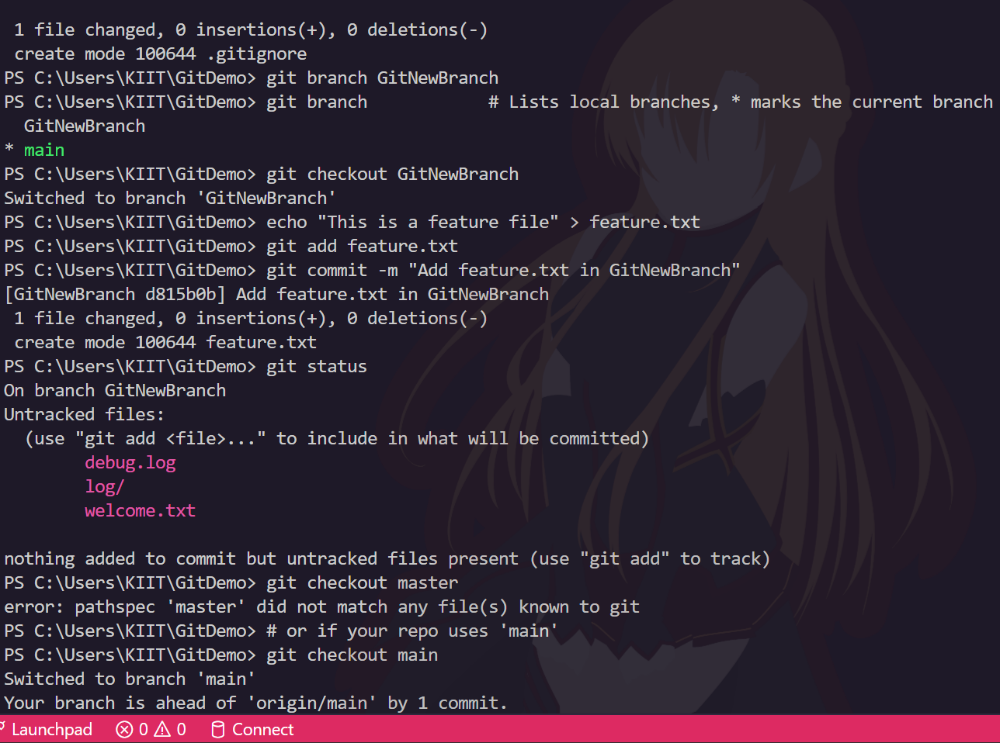 1 file changed, 0 insertions(+), 0 deletions(-)
create mode 100644 .gitignore
PS C:\Users\KIIT\GitDemo> git branch GitNewBranch
PS C:\Users\KIIT\GitDemo> git branch            # Lists local branches, * marks the current branch
  GitNewBranch
* main
PS C:\Users\KIIT\GitDemo> git checkout GitNewBranch
Switched to branch 'GitNewBranch'
PS C:\Users\KIIT\GitDemo> echo "This is a feature file" > feature.txt
PS C:\Users\KIIT\GitDemo> git add feature.txt
PS C:\Users\KIIT\GitDemo> git commit -m "Add feature.txt in GitNewBranch"
[GitNewBranch d815b0b] Add feature.txt in GitNewBranch
 1 file changed, 0 insertions(+), 0 deletions(-)
 create mode 100644 feature.txt
PS C:\Users\KIIT\GitDemo> git status
On branch GitNewBranch
Untracked files:
  (use "git add <file>..." to include in what will be committed)
        debug.log
        log/
        welcome.txt

nothing added to commit but untracked files present (use "git add" to track)
PS C:\Users\KIIT\GitDemo> git checkout master
error: pathspec 'master' did not match any file(s) known to git
PS C:\Users\KIIT\GitDemo> # or if your repo uses 'main'
PS C:\Users\KIIT\GitDemo> git checkout main
Switched to branch 'main'
Your branch is ahead of 'origin/main' by 1 commit.
Launchpad 0 0 Connect